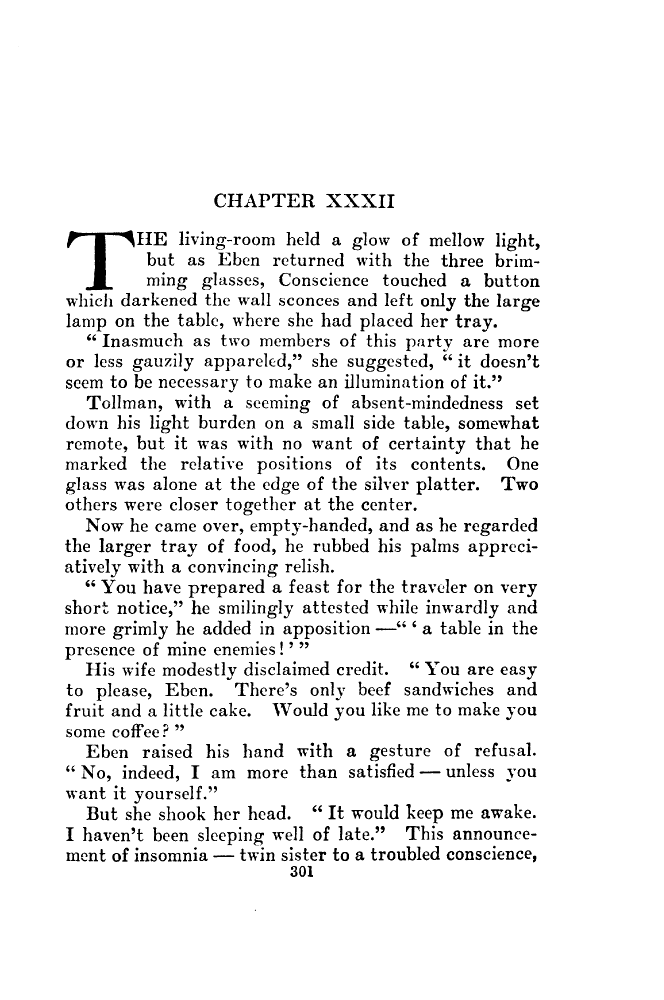 CHAPTER XXXII
THE living-room held a glow of mellow light,
but as Eben returned with the three brim-
ming glasses, Conscience touched a button
which darkened the wall sconces and left only the large
lamp on the table, where she had placed her tray.
“ Inasmuch as two members of this party are more
or less gauzily appareled,” she suggested, “ it doesn’t
seem to be necessary to make an illumination of it.”
Tollman, with a seeming of absent-mindedness set
down his light burden on a small side table, somewhat
remote, but it was with no want of certainty that he
marked the relative positions of its contents. One
glass was alone at the edge of the silver platter. Two
others were closer together at the center.
Now he came over, empty-handed, and as he regarded
the larger tray of food, he rubbed his palms appreci-
atively with a convincing relish.
“ You have prepared a feast for the traveler on very
short notice,” he smilingly attested while inwardly and
more grimly he added in apposition —“ ‘ a table in the
presence of mine enemies! ’ ”
His wife modestly disclaimed credit. “ You are easy
to please, Eben. There’s only beef sandwiches and
fruit and a little cake. Would you like me to make you
some coffee? ”
Eben raised his hand with a gesture of refusal.
“ No, indeed, I am more than satisfied — unless you
want it yourself.”
But she shook her head. “ It would keep me awake.
I haven’t been sleeping well of late.” This announce-
ment of insomnia — twin sister to a troubled conscience,
301